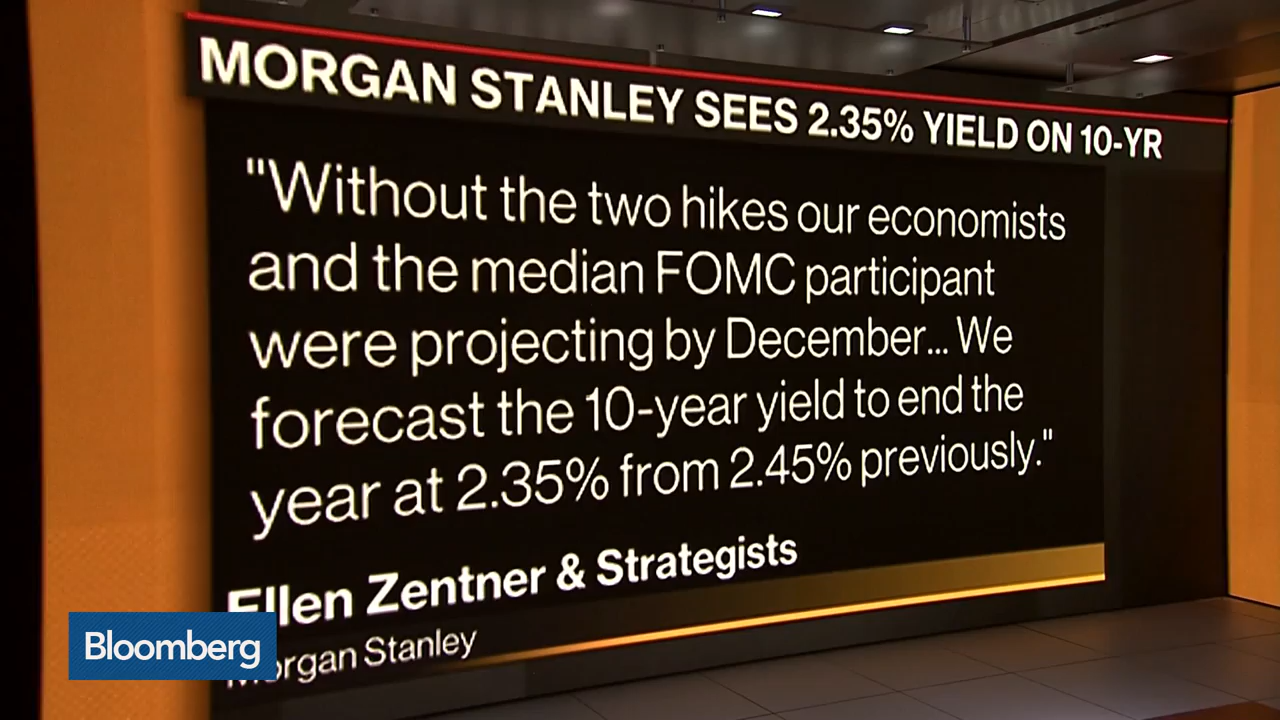 MORGAN STANLEY SEES 2.35% YIELD ON 10-YR
"Without the two hikes our economists
and the median FOMC participant
were projecting by December... We
forecast the 10-year yield to end the
year at 2.35% from 2.45% previously."
Ellen Zentner & Strategists
Morgan Stanley
Bloomberg